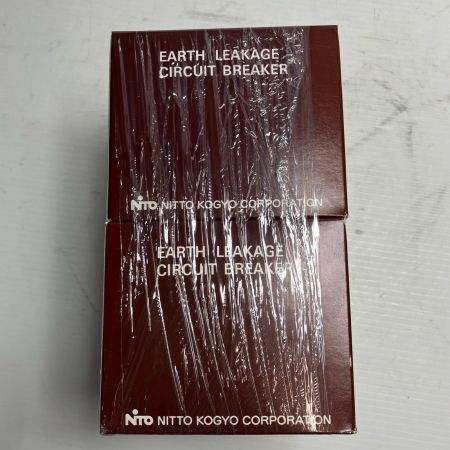 EARTH LEAKAGE
CIRCUIT BREAKER
NITO NITTO KOGYO CORPORATION
EARTH LEAKAGE
CIRCUIT BREAKER
NITO NITTO KOGYO CORPORATION